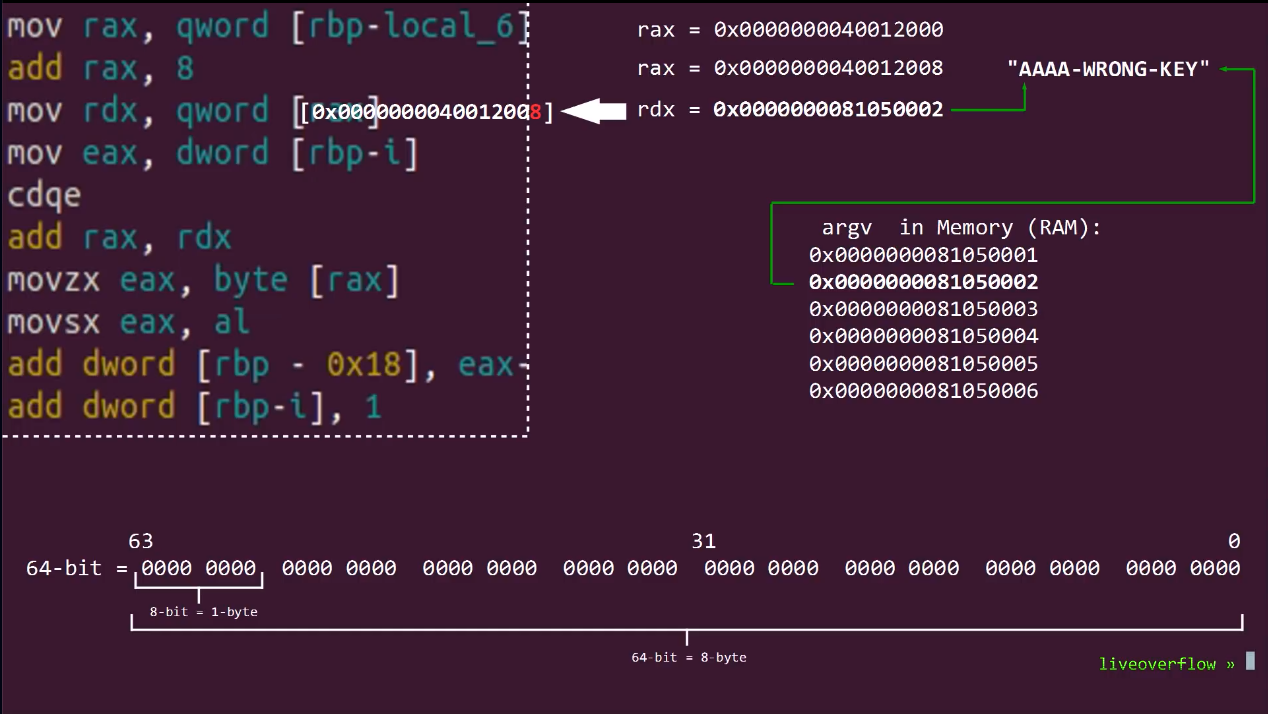 mov rax, qword [rbp-local_6]
add rax, 8
mov rdx, qword [rax]
[0x0000000040012008]
mov eax, dword [rbp-i]
cdqe
add rax, rdx
movzx eax, byte [rax]
movsx eax, al
add dword [rbp - 0x18], eax-
add dword [rbp-i], 1
rax = 0x0000000040012000
rax = 0x0000000040012008
rdx = 0x0000000081050002
"AAAA-WRONG-KEY"
argv in Memory (RAM):
0x0000000081050001
0x0000000081050002
0x0000000081050003
0x0000000081050004
0x0000000081050005
0x0000000081050006
63 31 0
64-bit = 0000 0000 0000 0000 0000 0000 0000 0000 0000 0000 0000 0000 0000 0000 0000 0000
8-bit = 1-byte
64-bit = 8-byte
liveoverflow »